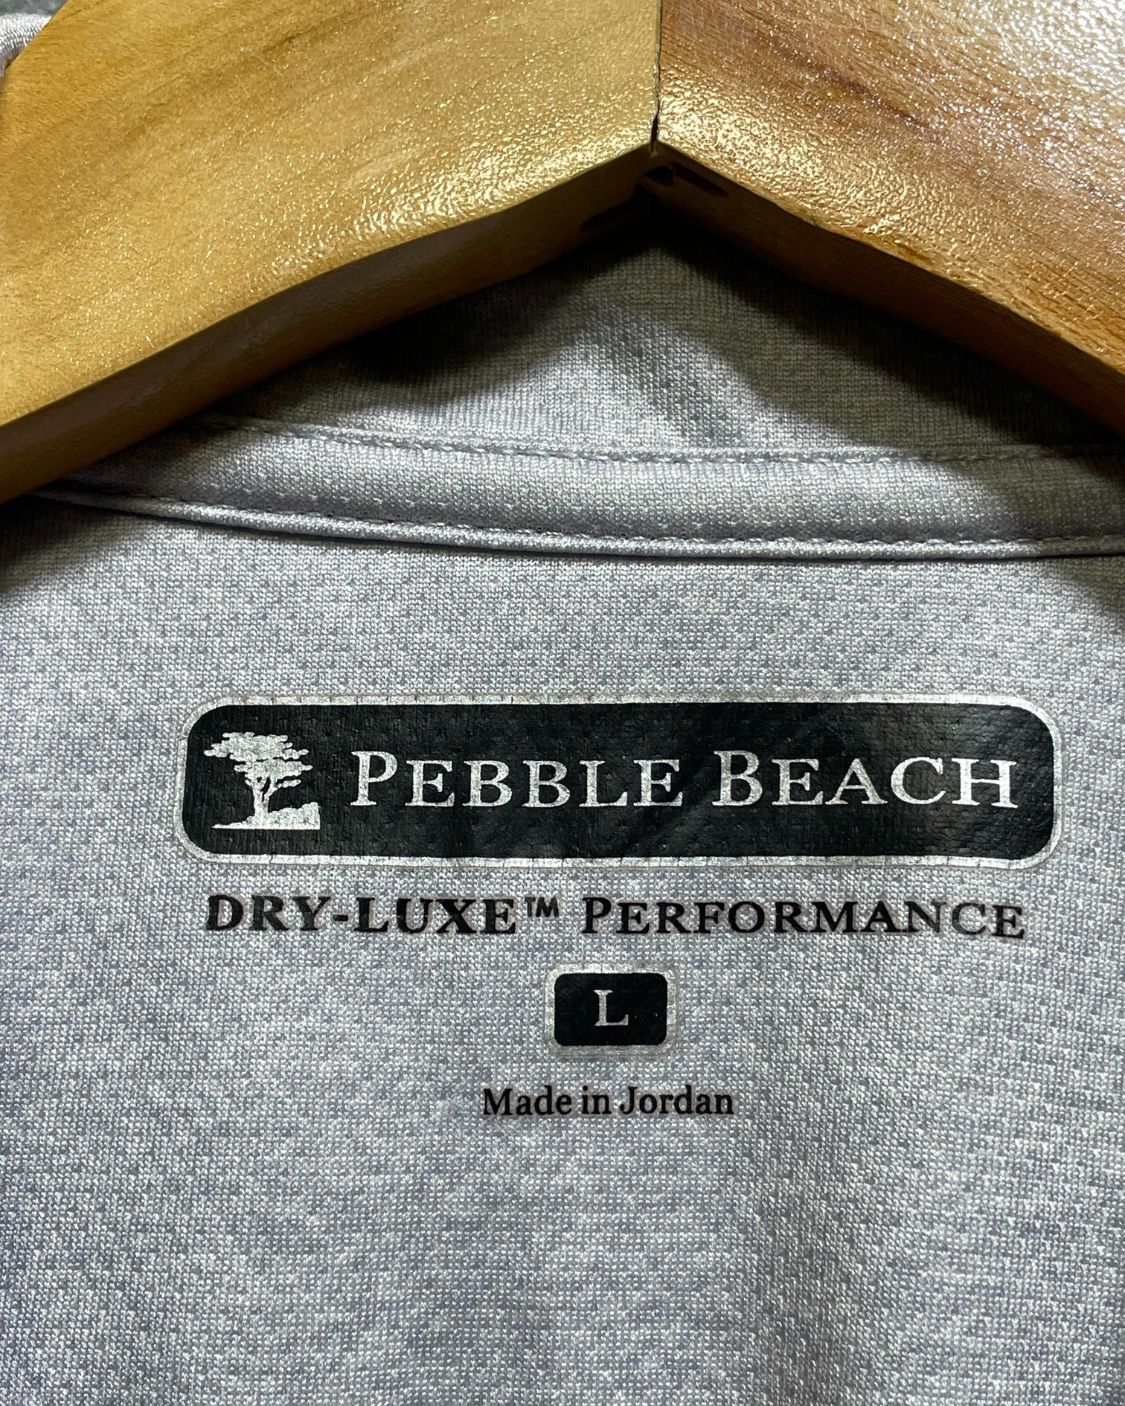 PEBBLE BEACH
DRY-LUXE™ PERFORMANCE
L
Made in Jordan